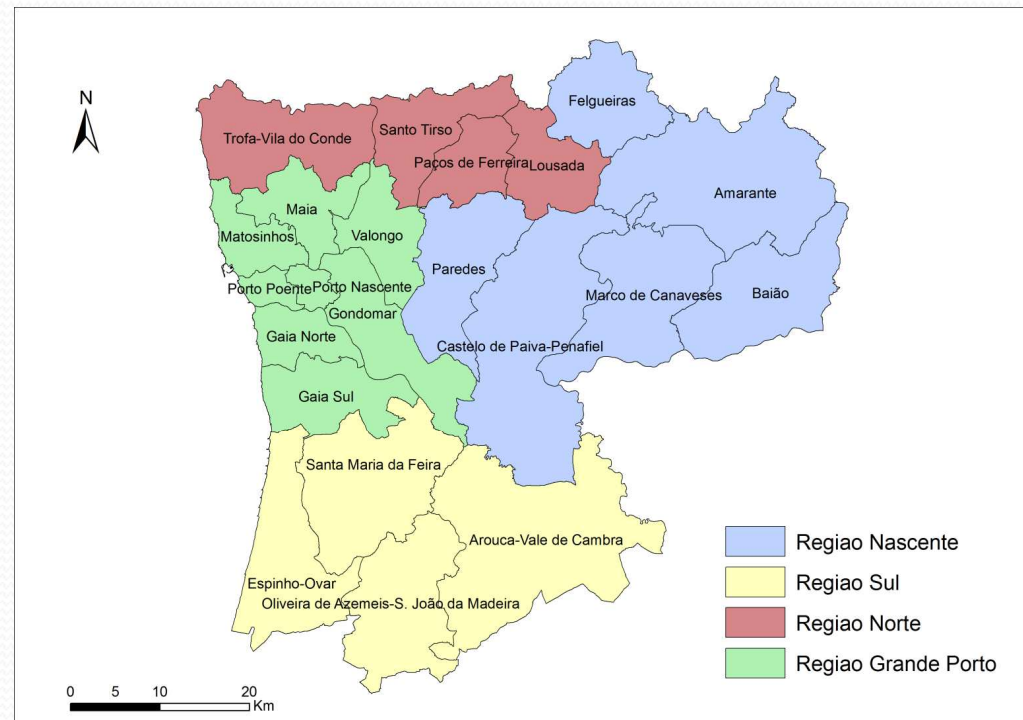 N
Felgueiras
Trofa-Vila do Conde
Santo Tirso
Paços de Ferreira
Lousada
Amarante
Maia
Matosinhos
Valongo
Paredes
Porto Poente
Porto Nascente
Marco de Canaveses
Baião
Gondomar
Gaia Norte
Castelo de Paiva-Penafiel
Gaia Sul
Santa Maria da Feira
Arouca-Vale de Cambra
Espinho-Ovar
Oliveira de Azemeis-S. João da Madeira
Regiao Nascente
Regiao Sul
Regiao Norte
Regiao Grande Porto
0 5 10 20
Km